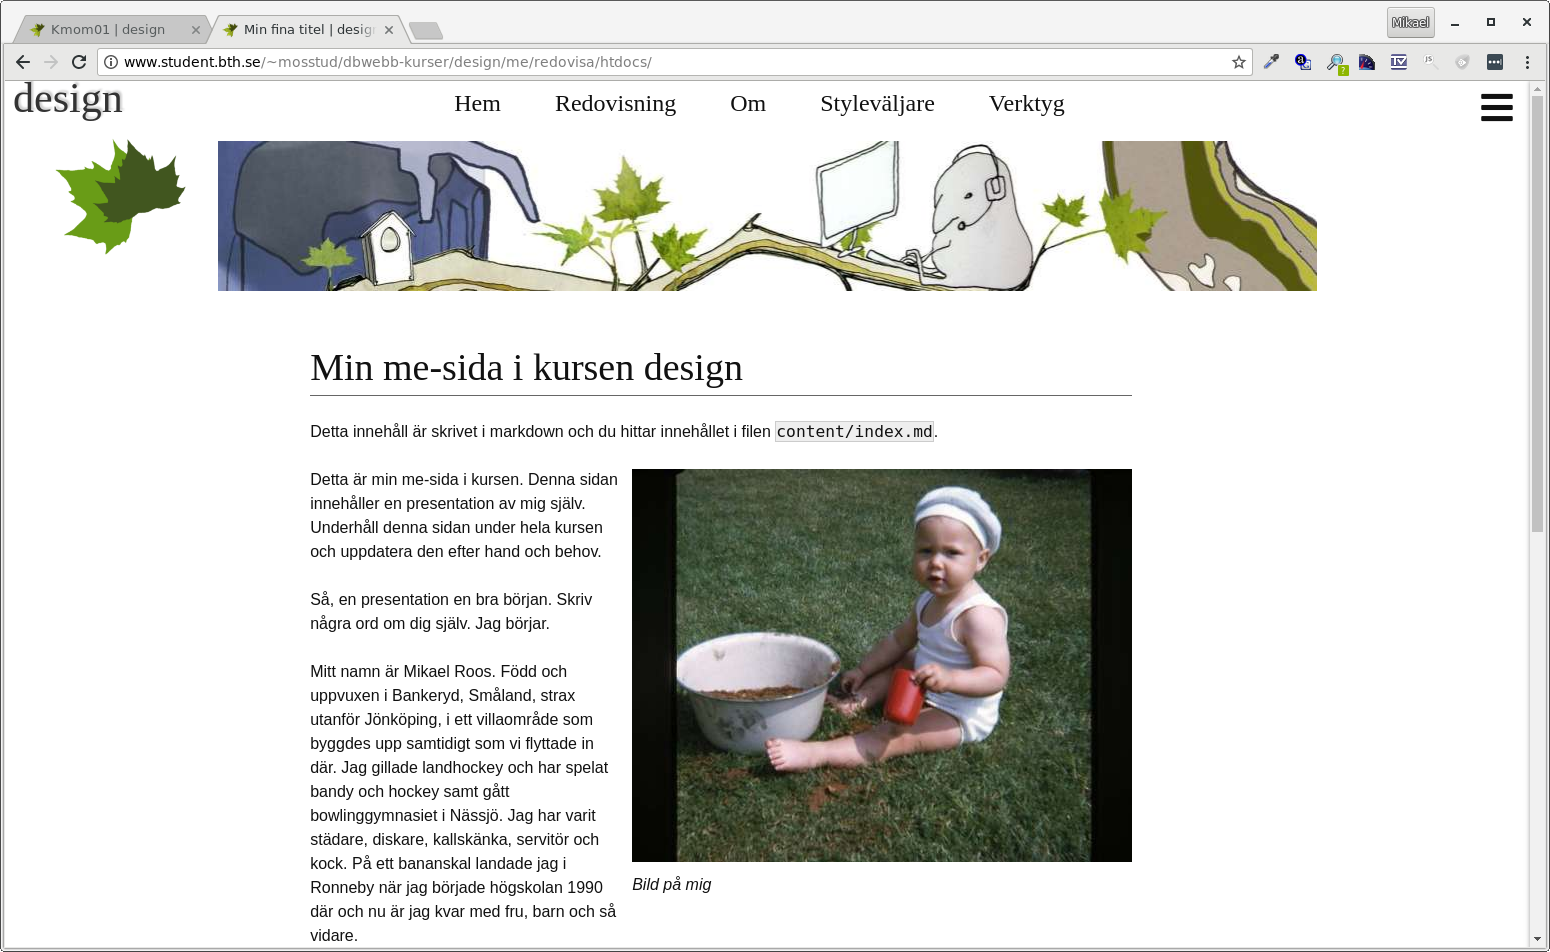 Kmom01 | design
Min fina titel | desig
Mikael
www.student.bth.se/~mosstud/dbwebb-kurser/design/me/redovisa/htdocs/
design
Hem Redovisning Om Styleväljare Verktyg
Min me-sida i kursen design
Detta innehåll är skrivet i markdown och du hittar innehållet i filen content/index.md.
Detta är min me-sida i kursen. Denna sidan
innehåller en presentation av mig själv.
Underhåll denna sidan under hela kursen
och uppdatera den efter hand och behov.
Så, en presentation en bra början. Skriv
några ord om dig själv. Jag börjar.
Mitt namn är Mikael Roos. Född och
uppvuxen i Bankeryd, Småland, strax
utanför Jönköping, i ett villaområde som
byggdes upp samtidigt som vi flyttade in
där. Jag gillade landhockey och har spelat
bandy och hockey samt gått
bowlinggymnasiet i Nässjö. Jag har varit
städare, diskare, kallskänka, servitör och
kock. På ett bananskal landade jag i
Ronneby när jag började högskolan 1990
där och nu är jag kvar med fru, barn och så
vidare.
Bild på mig